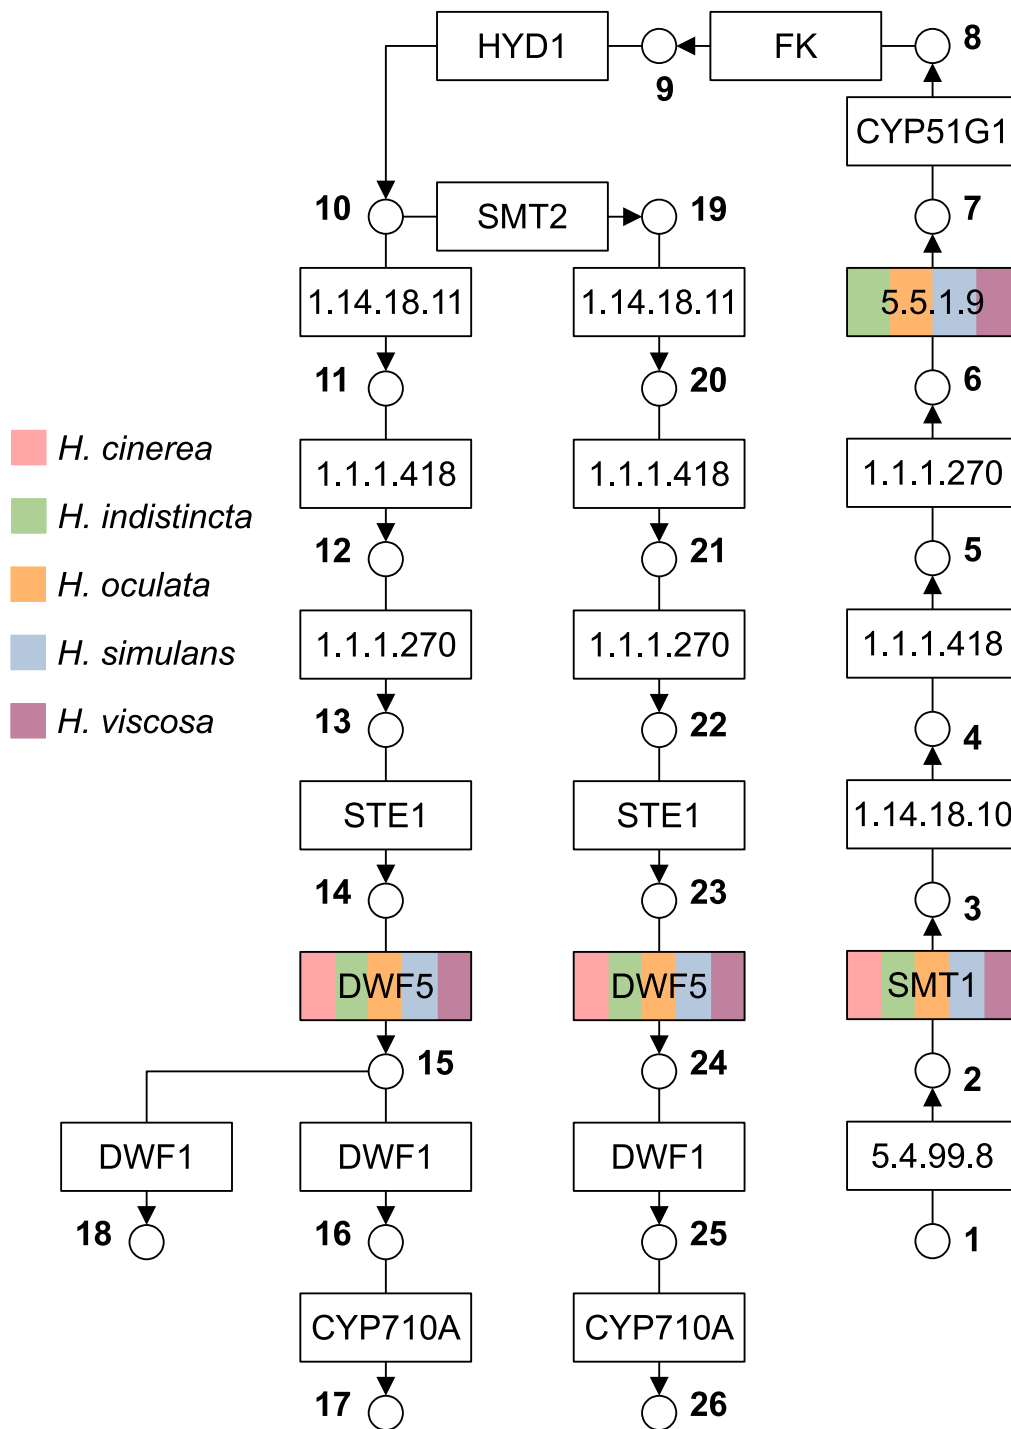 HYD1
FK
8
9
CYP51G1
10
SMT2
19
7
1.14.18.11
1.14.18.11
5.5.1.9
11
20
6
H. cinerea
1.1.1.418
1.1.1.418
1.1.1.270
H. indistincta
12
21
5
H. oculata
1.1.1.270
1.1.1.270
1.1.1.418
H. simulans
13
22
4
H. viscosa
STE1
STE1
1.14.18.10
14
23
3
DWF5
DWF5
SMT1
15
24
2
DWF1
DWF1
DWF1
5.4.99.8
18
16
25
1
CYP710A
CYP710A
17
26